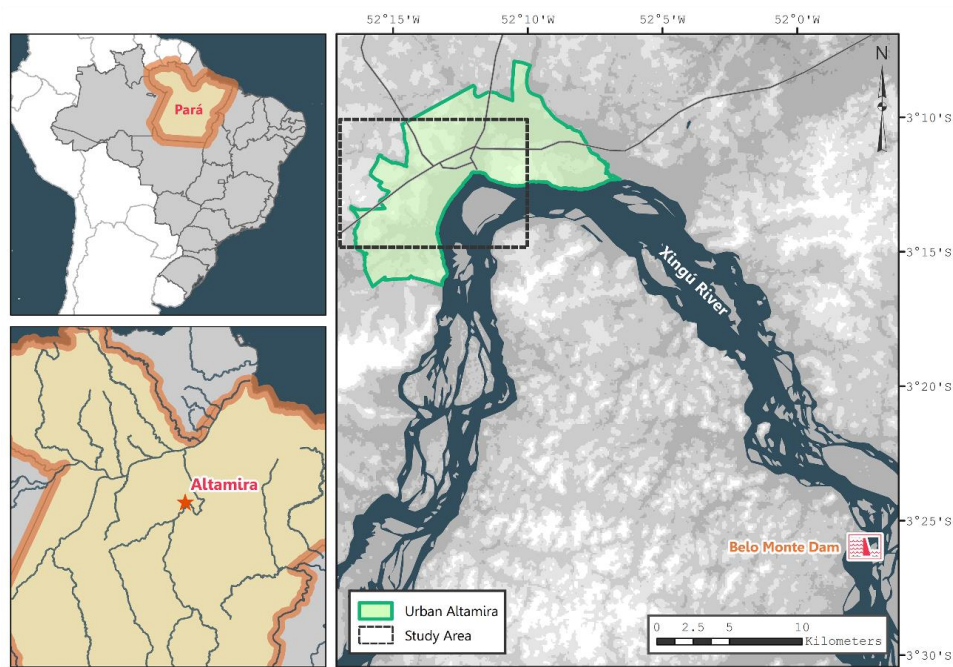 Pará
Altamira
52°15'W
52°10'W
52°5'W
52°0'W
N
3°10'S
3°15'S
3°20'S
3°25'S
3°30'S
Xingú River
Belo Monte Dam
Urban Altamira
Study Area
0 2.5 5 10
Kilometers